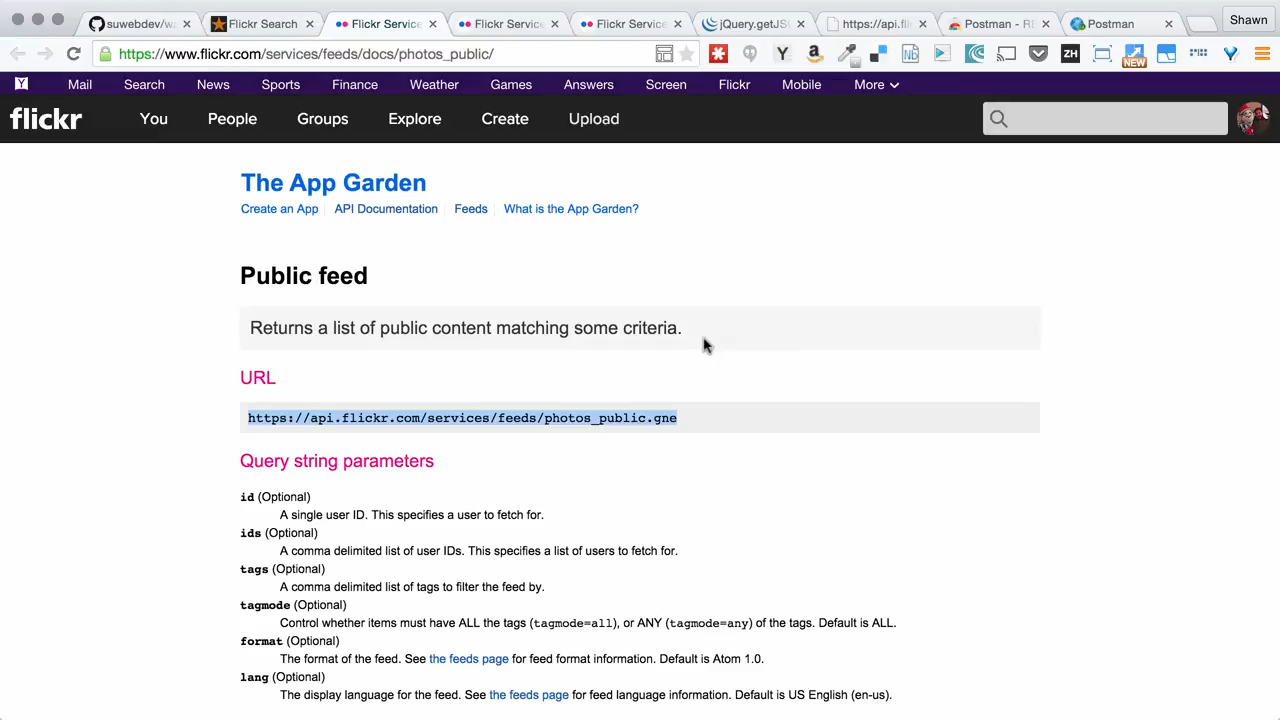 suwebdev/wa
Flickr Search
Flickr Service
Flickr Service
Flickr Service
jQuery.getJSO
https://api.fli
Postman - RE
Postman
Shawn
https://www.flickr.com/services/feeds/docs/photos_public/
Y
ZH
NEW
Mail Search News Sports Finance Weather Games Answers Screen Flickr Mobile More
flickr You People Groups Explore Create Upload
The App Garden
Create an App API Documentation Feeds What is the App Garden?
Public feed
Returns a list of public content matching some criteria.
URL
https://api.flickr.com/services/feeds/photos_public.gne
Query string parameters
id (Optional)
A single user ID. This specifies a user to fetch for.
ids (Optional)
A comma delimited list of user IDs. This specifies a list of users to fetch for.
tags (Optional)
A comma delimited list of tags to filter the feed by.
tagmode (Optional)
Control whether items must have ALL the tags (tagmode=all), or ANY (tagmode=any) of the tags. Default is ALL.
format (Optional)
The format of the feed. See the feeds page for feed format information. Default is Atom 1.0.
lang (Optional)
The display language for the feed. See the feeds page for feed language information. Default is US English (en-us).